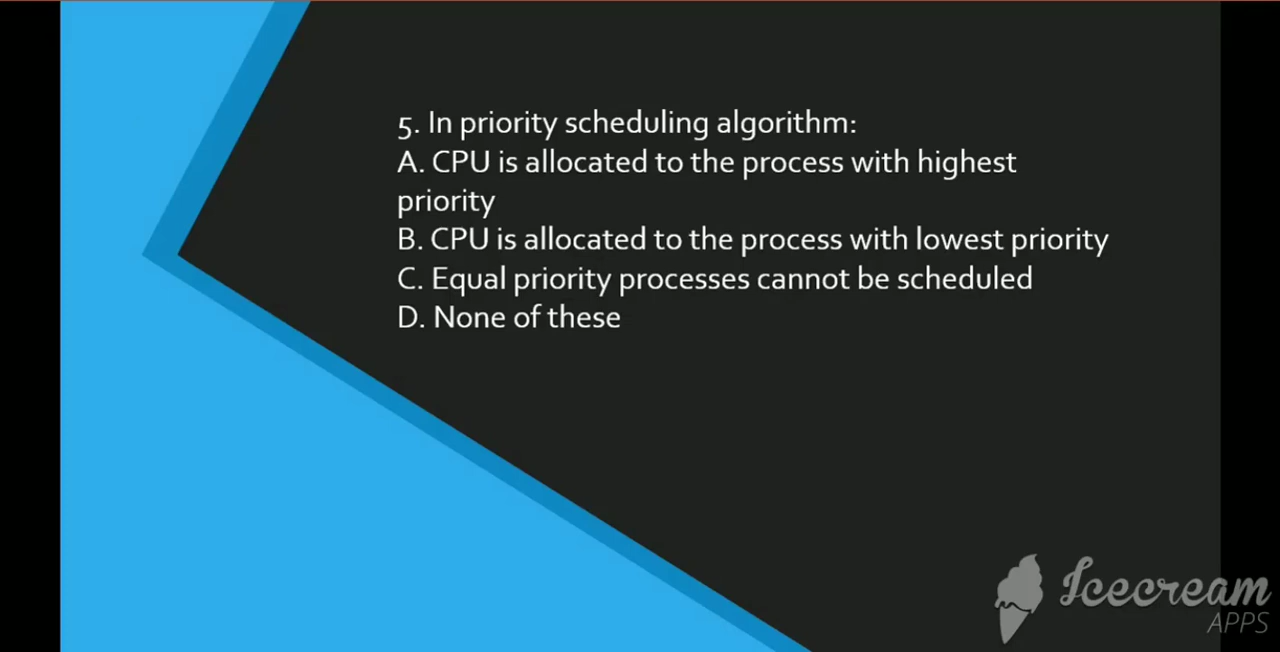 5. In priority scheduling algorithm:
A. CPU is allocated to the process with highest
priority
B. CPU is allocated to the process with lowest priority
C. Equal priority processes cannot be scheduled
D. None of these
Icecream
APPS